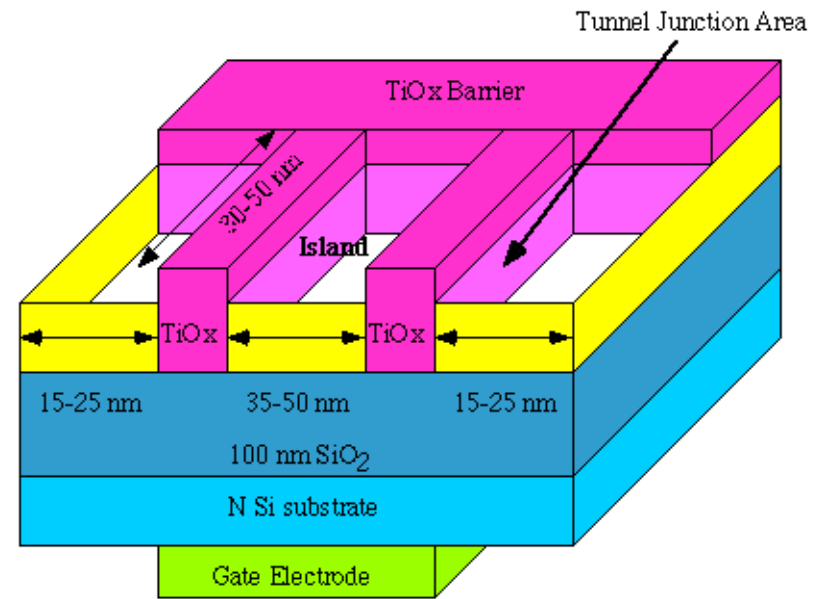 Tunnel Junction Area
TiOx Barrier
30-50 nm
Island
TiOx
TiOx
15-25 nm
35-50 nm
15-25 nm
100 nm SiO2
N Si substrate
Gate Electrode